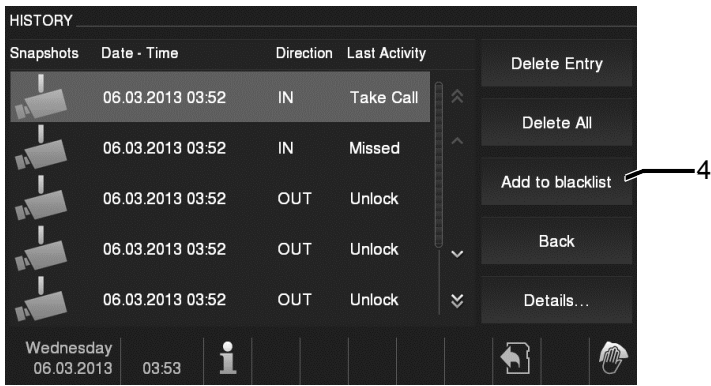 HISTORY
Snapshots Date - Time Direction Last Activity
06.03.2013 03:52 IN Take Call
06.03.2013 03:52 IN Missed
06.03.2013 03:52 OUT Unlock
06.03.2013 03:52 OUT Unlock
06.03.2013 03:52 OUT Unlock
Delete Entry
Delete All
Add to blacklist
4
Back
Details...
Wednesday
06.03.2013 03:53